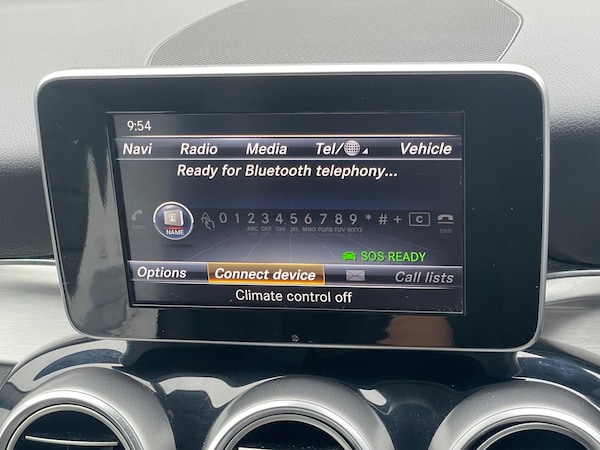 9:54
Navi Radio Media Tel/ Vehicle
Ready for Bluetooth telephony...
NAME 0 1 2 3 4 5 6 7 8 9 * # + C
ABC DEF GHI JKL MNO PQR TUV WXYZ END
SOS READY
Options Connect device Call lists
Climate control off